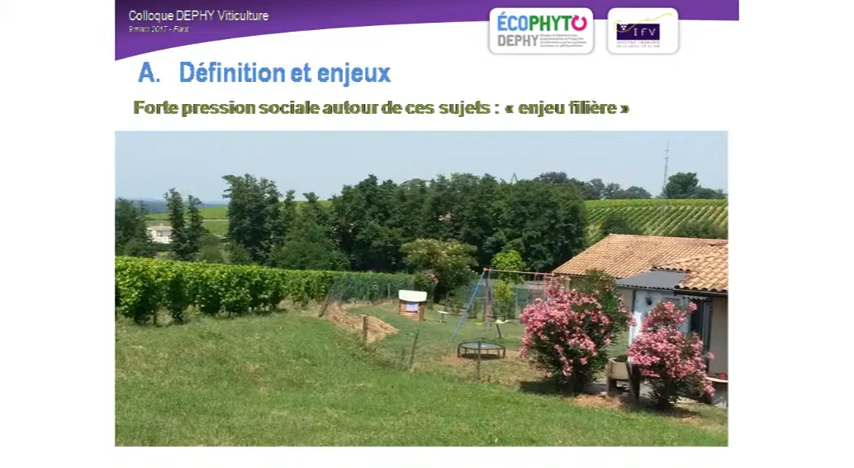 Colloque DEPHY Viticulture
9 mars 2017 - Paris
ÉCOPHYTO
DEPHY
IFV
A. Définition et enjeux
Forte pression sociale autour de ces sujets : « enjeu filière »